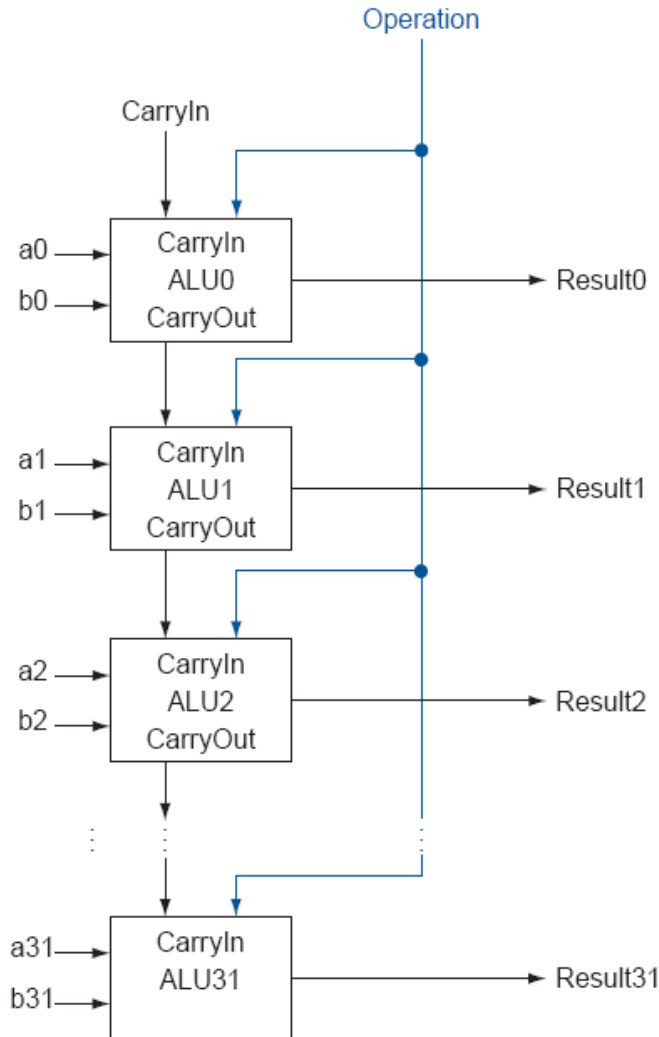 Operation
CarryIn
a0
b0
CarryIn
ALU0
CarryOut
Result0
a1
b1
CarryIn
ALU1
CarryOut
Result1
a2
b2
CarryIn
ALU2
CarryOut
Result2
a31
b31
CarryIn
ALU31
Result31